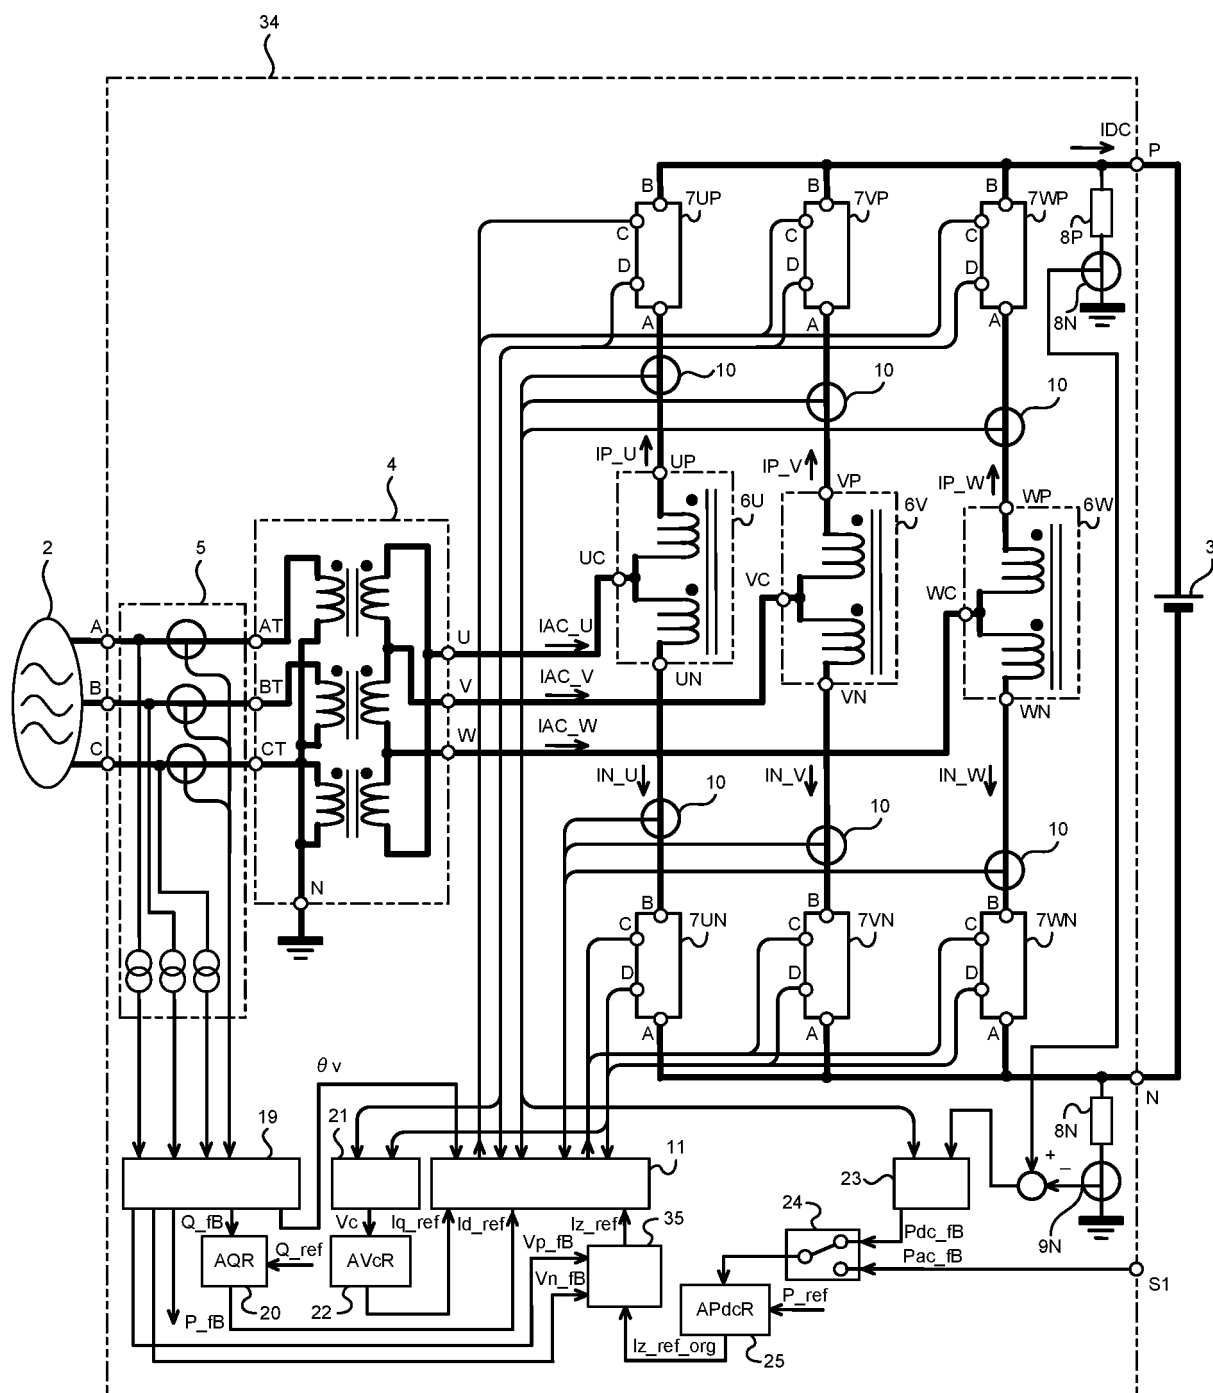 34
IDC
P
B
7UP
B
7VP
B
7WP
C
C
C
8P
D
D
D
A
A
A
8N
10
10
10
IP_U
UP
IP_V
VP
IP_W
WP
4
6U
6V
6W
2
5
3
UC
VC
WC
A
AT
IAC_U
U
UN
B
BT
IAC_V
V
VN
WN
C
CT
IAC_W
W
IN_U
IN_V
IN_W
10
10
10
N
B
7UN
B
7VN
B
7WN
C
C
C
D
D
D
A
A
A
θv
N
19
21
8N
11
23
+
−
24
Q_fB
Vc
Iq_ref
Id_ref
Iz_ref
35
Pdc_fB
9N
AQR
Q_ref
AVcR
Vp_fB
Pac_fB
Vn_fB
S1
P_fB
20
22
APdcR
P_ref
Iz_ref_org
25